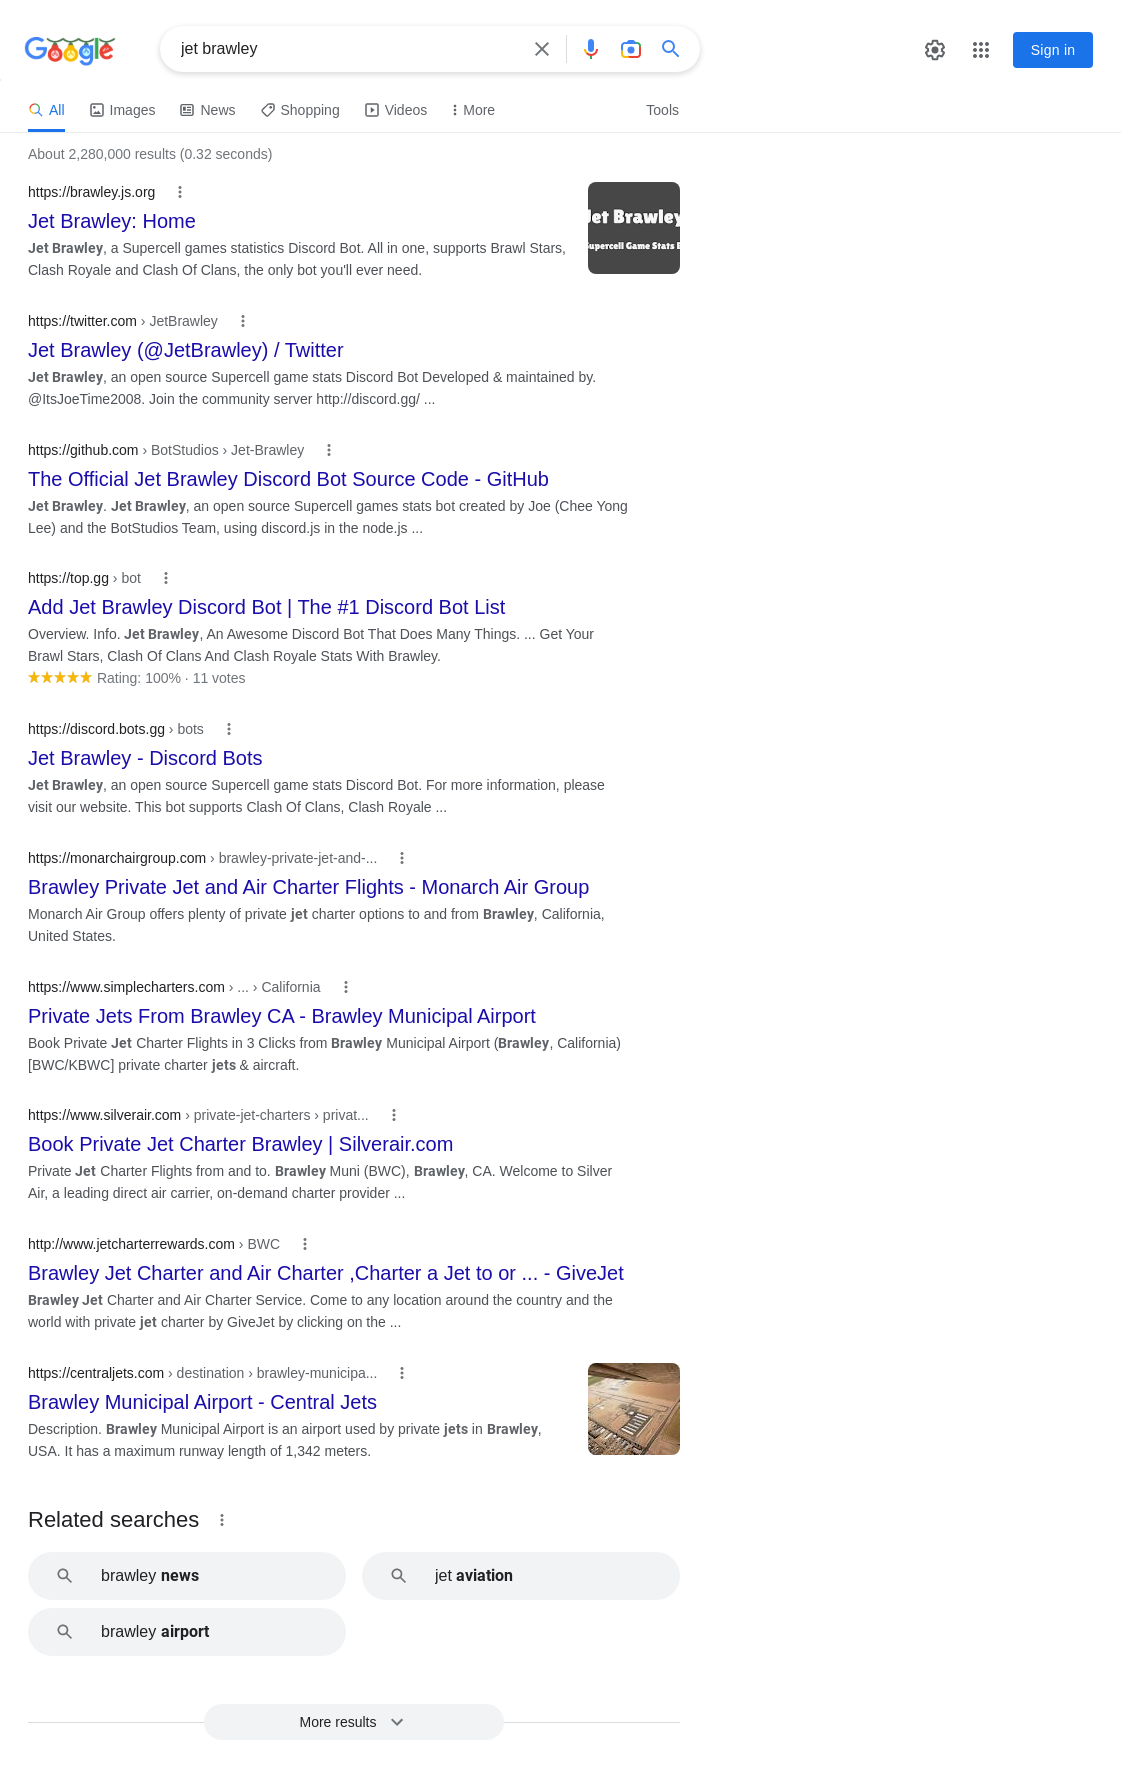 Google
jet brawley
Sign in
All
Images
News
Shopping
Videos
More
Tools
About 2,280,000 results (0.32 seconds)
https://brawley.js.org
Jet Brawley: Home
Jet Brawley, a Supercell games statistics Discord Bot. All in one, supports Brawl Stars,
Clash Royale and Clash Of Clans, the only bot you'll ever need.
Jet Brawley
Supercell Game Stats B
https://twitter.com › JetBrawley
Jet Brawley (@JetBrawley) / Twitter
Jet Brawley, an open source Supercell game stats Discord Bot Developed & maintained by.
@ItsJoeTime2008. Join the community server http://discord.gg/ ...
https://github.com › BotStudios › Jet-Brawley
The Official Jet Brawley Discord Bot Source Code - GitHub
Jet Brawley. Jet Brawley, an open source Supercell games stats bot created by Joe (Chee Yong
Lee) and the BotStudios Team, using discord.js in the node.js ...
https://top.gg › bot
Add Jet Brawley Discord Bot | The #1 Discord Bot List
Overview. Info. Jet Brawley, An Awesome Discord Bot That Does Many Things. ... Get Your
Brawl Stars, Clash Of Clans And Clash Royale Stats With Brawley.
Rating: 100% · 11 votes
https://discord.bots.gg › bots
Jet Brawley - Discord Bots
Jet Brawley, an open source Supercell game stats Discord Bot. For more information, please
visit our website. This bot supports Clash Of Clans, Clash Royale ...
https://monarchairgroup.com › brawley-private-jet-and-...
Brawley Private Jet and Air Charter Flights - Monarch Air Group
Monarch Air Group offers plenty of private jet charter options to and from Brawley, California,
United States.
https://www.simplecharters.com › ... › California
Private Jets From Brawley CA - Brawley Municipal Airport
Book Private Jet Charter Flights in 3 Clicks from Brawley Municipal Airport (Brawley, California)
[BWC/KBWC] private charter jets & aircraft.
https://www.silverair.com › private-jet-charters › privat...
Book Private Jet Charter Brawley | Silverair.com
Private Jet Charter Flights from and to. Brawley Muni (BWC), Brawley, CA. Welcome to Silver
Air, a leading direct air carrier, on-demand charter provider ...
http://www.jetcharterrewards.com › BWC
Brawley Jet Charter and Air Charter ,Charter a Jet to or ... - GiveJet
Brawley Jet Charter and Air Charter Service. Come to any location around the country and the
world with private jet charter by GiveJet by clicking on the ...
https://centraljets.com › destination › brawley-municipa...
Brawley Municipal Airport - Central Jets
Description. Brawley Municipal Airport is an airport used by private jets in Brawley,
USA. It has a maximum runway length of 1,342 meters.
Related searches
brawley news
jet aviation
brawley airport
More results